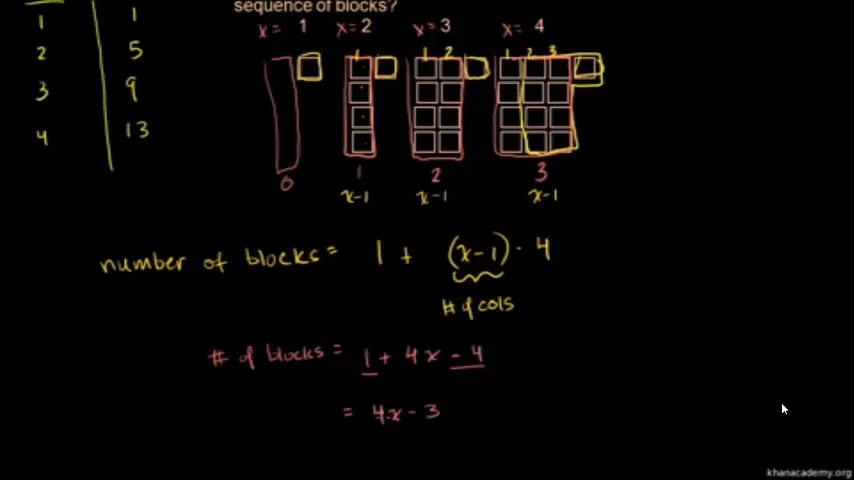 sequence of blocks?
x = 1 x=2 x=3 x= 4
1 1
2 5
3 9
4 13
1 1 2 1 2 3
0 1 2 3
x-1 x-1 x-1
number of blocks = 1 + (x-1) · 4
# of cols
# of blocks = 1 + 4x - 4
= 4x - 3
khanacademy.org